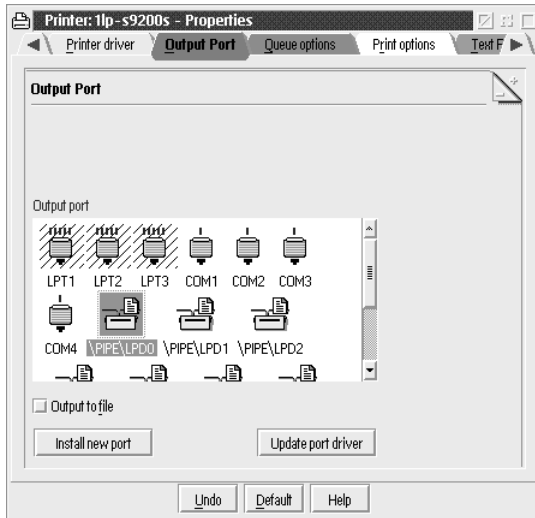 Printer: 1lp-s9200s - Properties
Printer driver Output Port Queue options Print options Text F
Output Port
Output port
LPT1 LPT2 LPT3 COM1 COM2 COM3
COM4 \PIPE\LPD0 \PIPE\LPD1 \PIPE\LPD2
Output to file
Install new port Update port driver
Undo Default Help